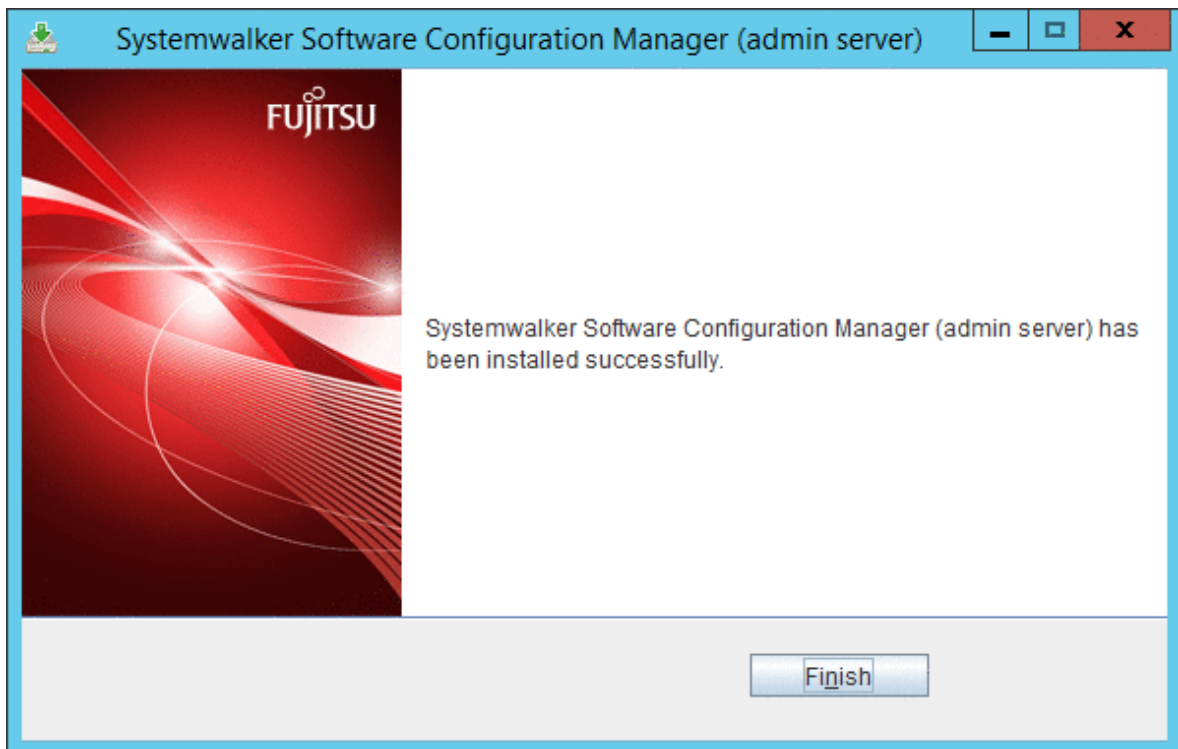 Systemwalker Software Configuration Manager (admin server)
FUJITSU
Systemwalker Software Configuration Manager (admin server) has
been installed successfully.
Finish